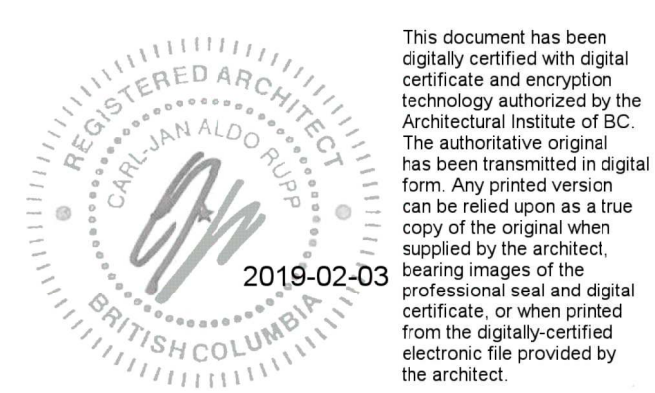 REGISTERED ARCHITECT
CARL-JAN ALDO RUPP
2019-02-03
BRITISH COLUMBIA
This document has been
digitally certified with digital
certificate and encryption
technology authorized by the
Architectural Institute of BC.
The authoritative original
has been transmitted in digital
form. Any printed version
can be relied upon as a true
copy of the original when
supplied by the architect,
bearing images of the
professional seal and digital
certificate, or when printed
from the digitally-certified
electronic file provided by
the architect.